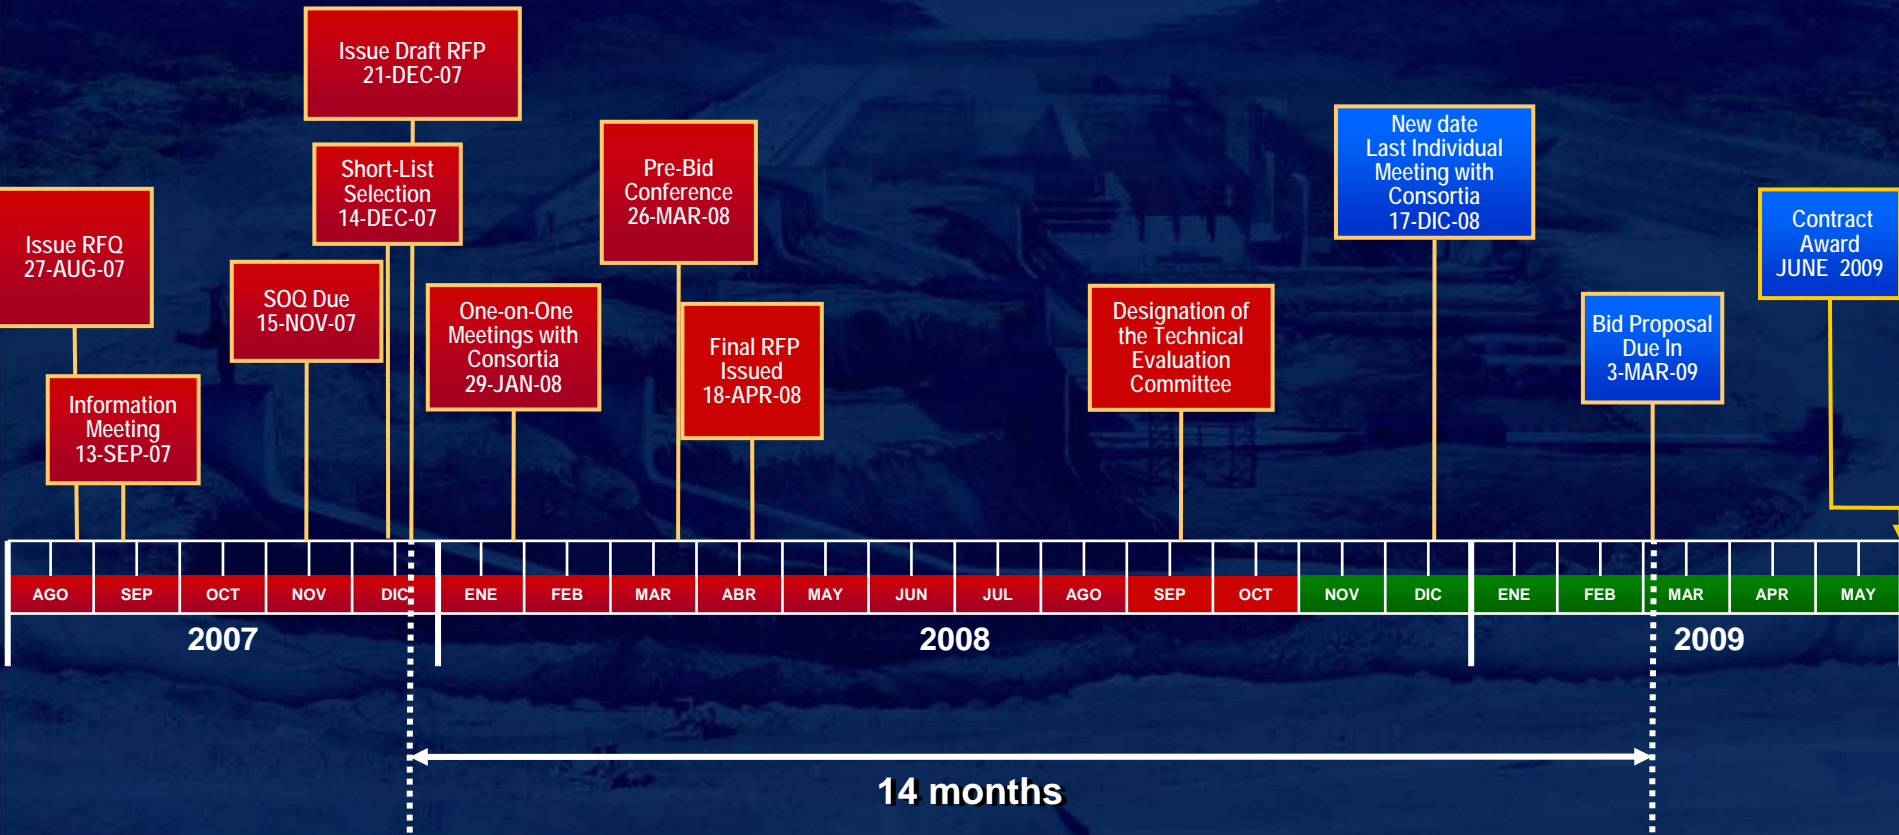 Issue Draft RFP
21-DEC-07
Short-List
Selection
14-DEC-07
Issue RFQ
27-AUG-07
Information
Meeting
13-SEP-07
SOQ Due
15-NOV-07
One-on-One
Meetings with
Consortia
29-JAN-08
Pre-Bid
Conference
26-MAR-08
Final RFP
Issued
18-APR-08
Designation of
the Technical
Evaluation
Committee
New date
Last Individual
Meeting with
Consortia
17-DIC-08
Bid Proposal
Due In
3-MAR-09
Contract
Award
JUNE 2009
AGO SEP OCT NOV DIC ENE FEB MAR ABR MAY JUN JUL AGO SEP OCT NOV DIC ENE FEB MAR APR MAY
2007 2008 2009
14 months